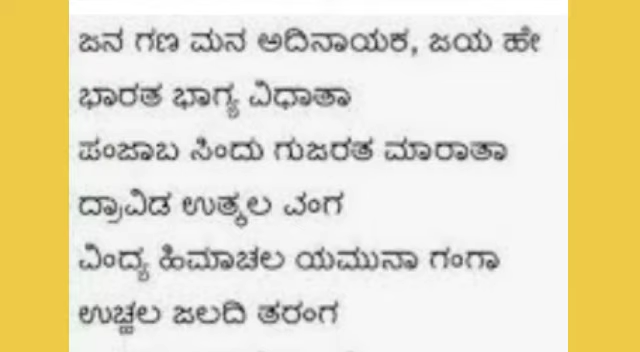 ಜನ ಗಣ ಮನ ಅದಿನಾಯಕ, ಜಯ ಹೇ
ಭಾರತ ಭಾಗ್ಯ ವಿಧಾತಾ
ಪಂಜಾಬ ಸಿಂದು ಗುಜರತ ಮಾರಾತಾ
ದ್ರಾವಿಡ ಉತ್ಕಲ ವಂಗ
ವಿಂದ್ಯ ಹಿಮಾಚಲ ಯಮುನಾ ಗಂಗಾ
ಉಚ್ಚಲ ಜಲದಿ ತರಂಗ